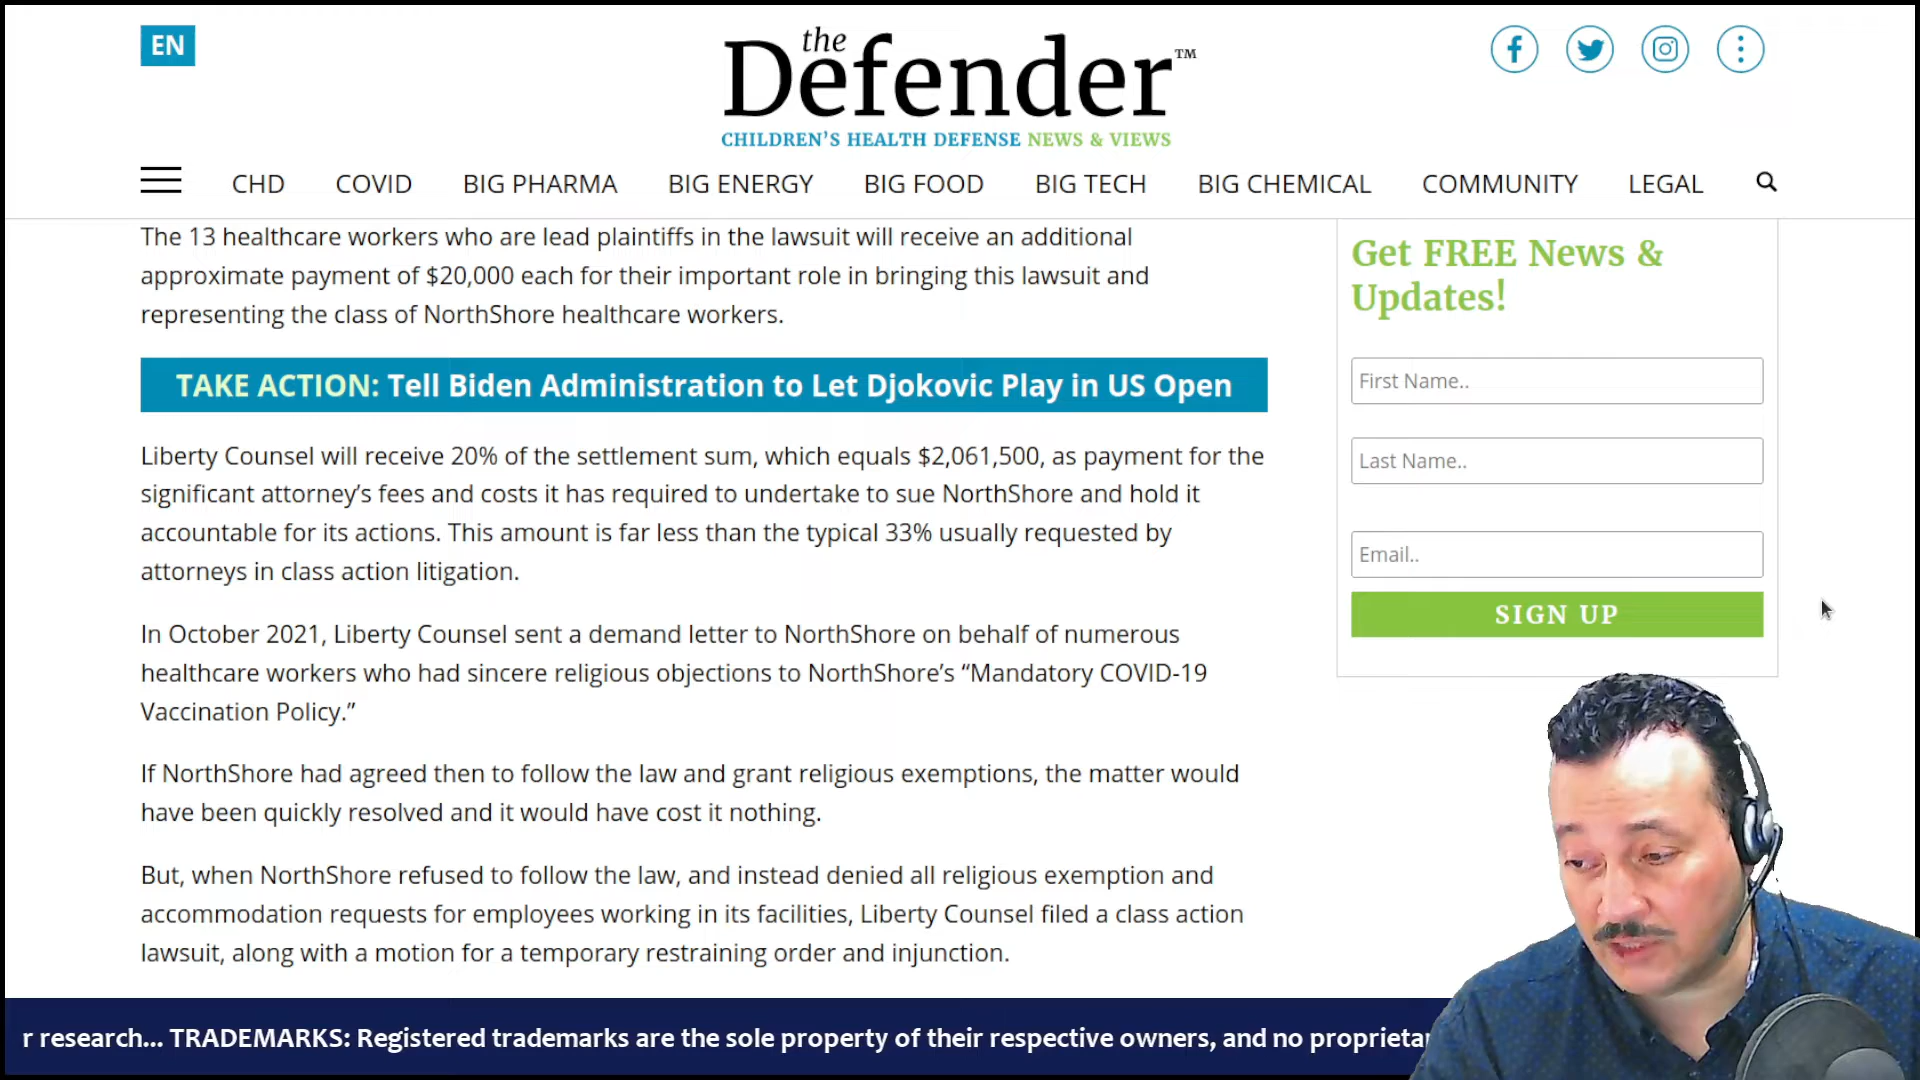 EN
the
Defender™
CHILDREN'S HEALTH DEFENSE NEWS & VIEWS
CHD COVID BIG PHARMA BIG ENERGY BIG FOOD BIG TECH BIG CHEMICAL COMMUNITY LEGAL
The 13 healthcare workers who are lead plaintiffs in the lawsuit will receive an additional
approximate payment of $20,000 each for their important role in bringing this lawsuit and
representing the class of NorthShore healthcare workers.
TAKE ACTION: Tell Biden Administration to Let Djokovic Play in US Open
Liberty Counsel will receive 20% of the settlement sum, which equals $2,061,500, as payment for the
significant attorney's fees and costs it has required to undertake to sue NorthShore and hold it
accountable for its actions. This amount is far less than the typical 33% usually requested by
attorneys in class action litigation.
In October 2021, Liberty Counsel sent a demand letter to NorthShore on behalf of numerous
healthcare workers who had sincere religious objections to NorthShore's “Mandatory COVID-19
Vaccination Policy.”
If NorthShore had agreed then to follow the law and grant religious exemptions, the matter would
have been quickly resolved and it would have cost it nothing.
But, when NorthShore refused to follow the law, and instead denied all religious exemption and
accommodation requests for employees working in its facilities, Liberty Counsel filed a class action
lawsuit, along with a motion for a temporary restraining order and injunction.
Get FREE News &
Updates!
First Name..
Last Name..
Email..
SIGN UP
r research... TRADEMARKS: Registered trademarks are the sole property of their respective owners, and no proprieta